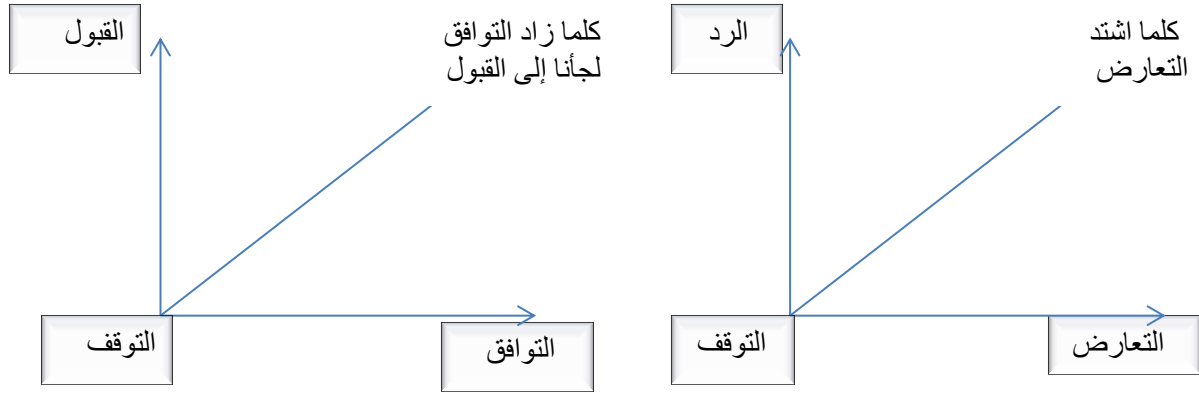 الرد
كلما اشتد
التعارض
التوقف
التعارض
القبول
كلما زاد التوافق
لجأنا إلى القبول
التوقف
التوافق